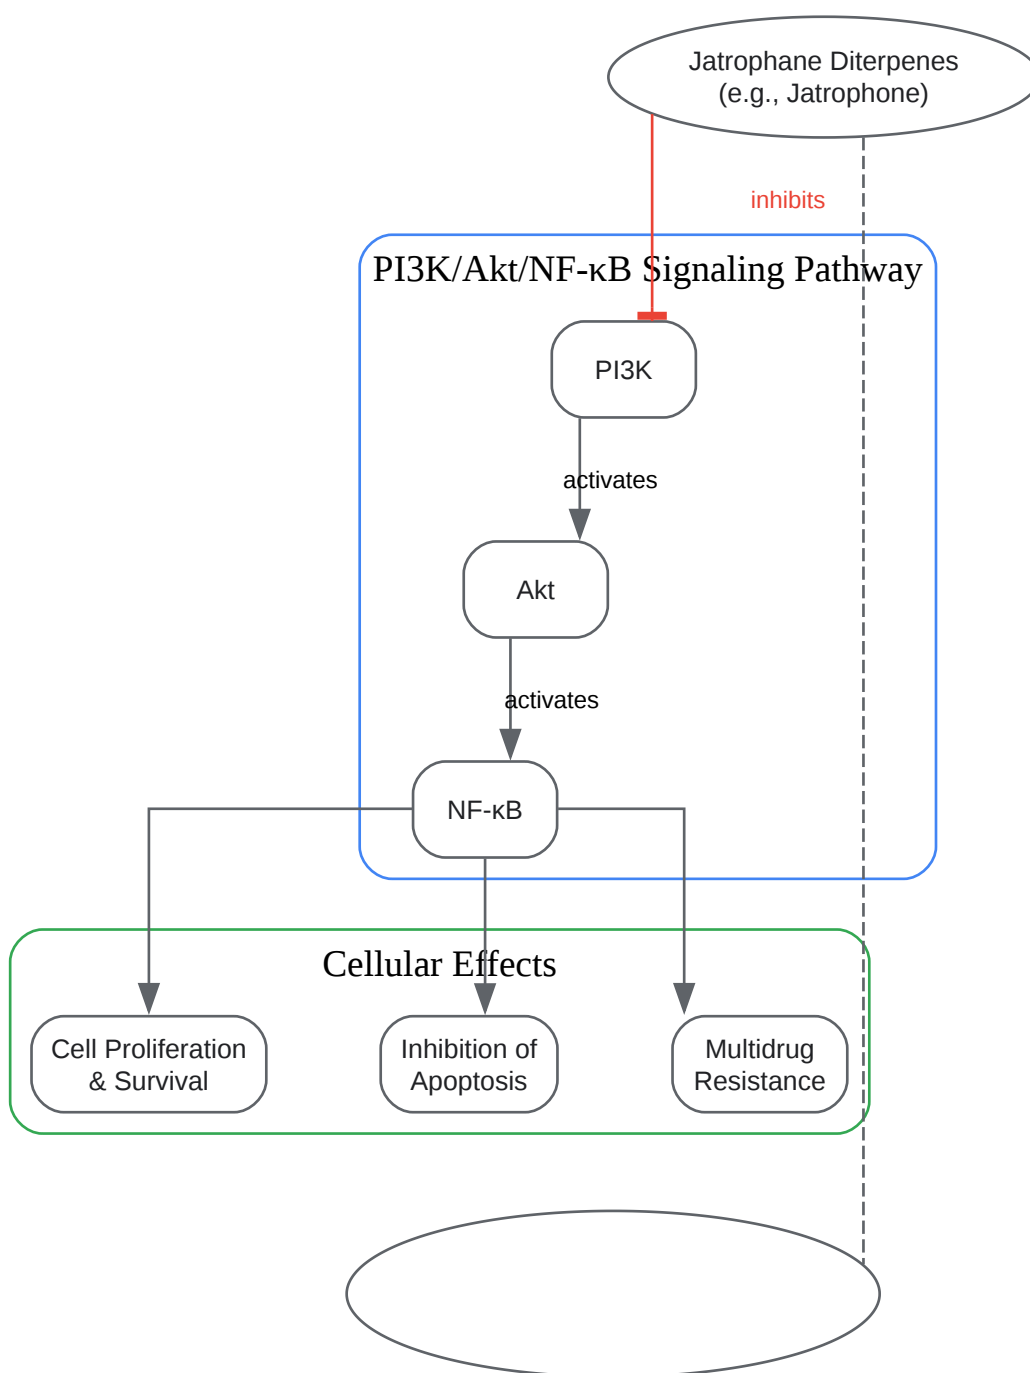 Jatrophane Diterpenes
(e.g., Jatrophone)
inhibits
PI3K/Akt/NF-κB Signaling Pathway
PI3K
activates
Akt
activates
NF-κB
Cellular Effects
Cell Proliferation
& Survival
Inhibition of
Apoptosis
Multidrug
Resistance